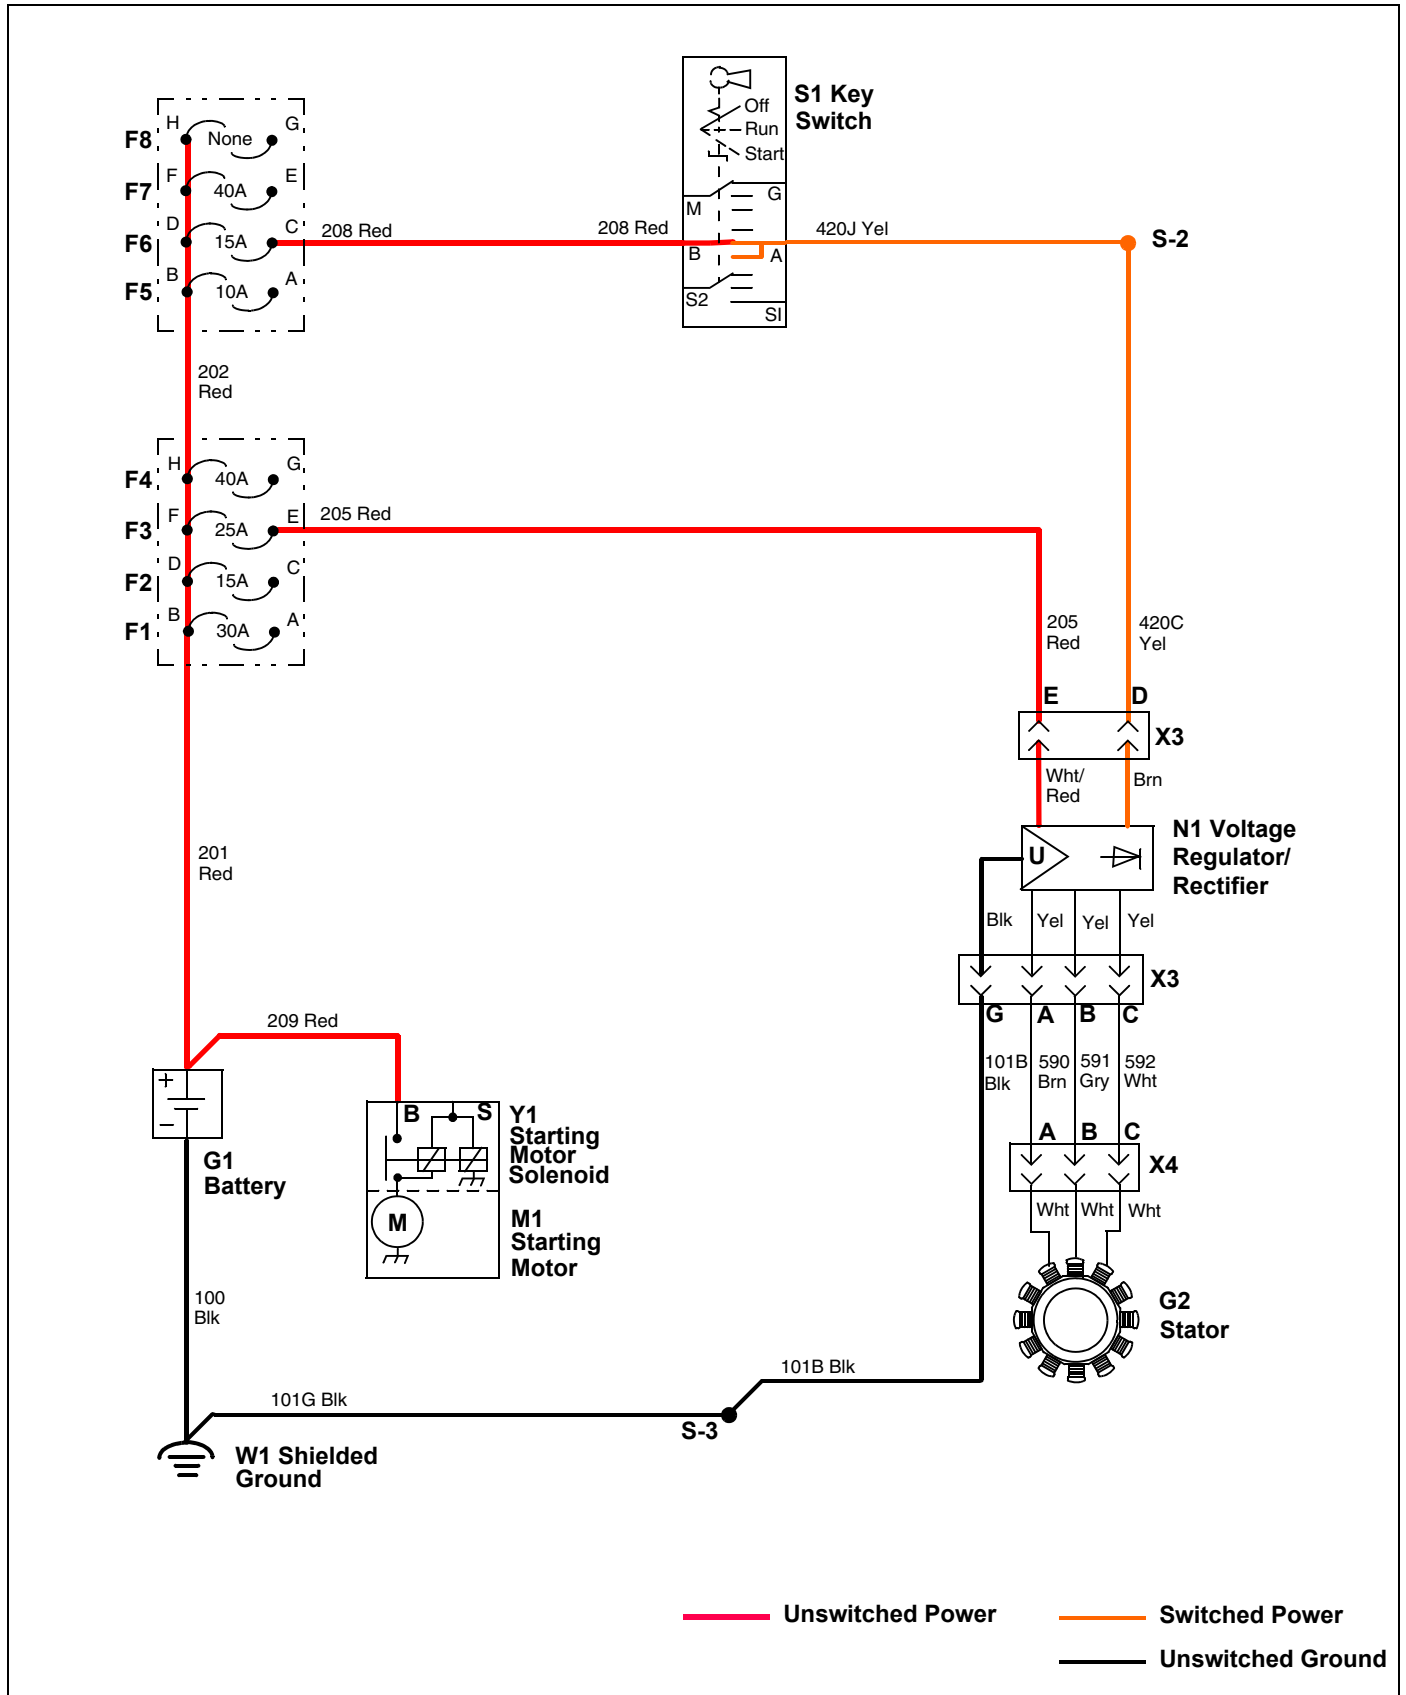 S1 Key
Switch
Off
Run
Start
M
G
B
A
S2
SI
F8
H
None
G
F7
F
40A
E
F6
D
15A
C
F5
B
10A
A
208 Red
208 Red
420J Yel
S-2
202
Red
F4
H
40A
G
F3
F
25A
E
F2
D
15A
C
F1
B
30A
A
205 Red
205
Red
420C
Yel
E
D
X3
Wht/
Red
Brn
N1 Voltage
Regulator/
Rectifier
U
201
Red
Blk
Yel
Yel
Yel
X3
G
A
B
C
101B
Blk
590
Brn
591
Gry
592
Wht
209 Red
+
−
G1
Battery
B
S
Y1
Starting
Motor
Solenoid
M
M1
Starting
Motor
A
B
C
X4
Wht
Wht
Wht
G2
Stator
100
Blk
101B Blk
101G Blk
S-3
W1 Shielded
Ground
Unswitched Power
Switched Power
Unswitched Ground